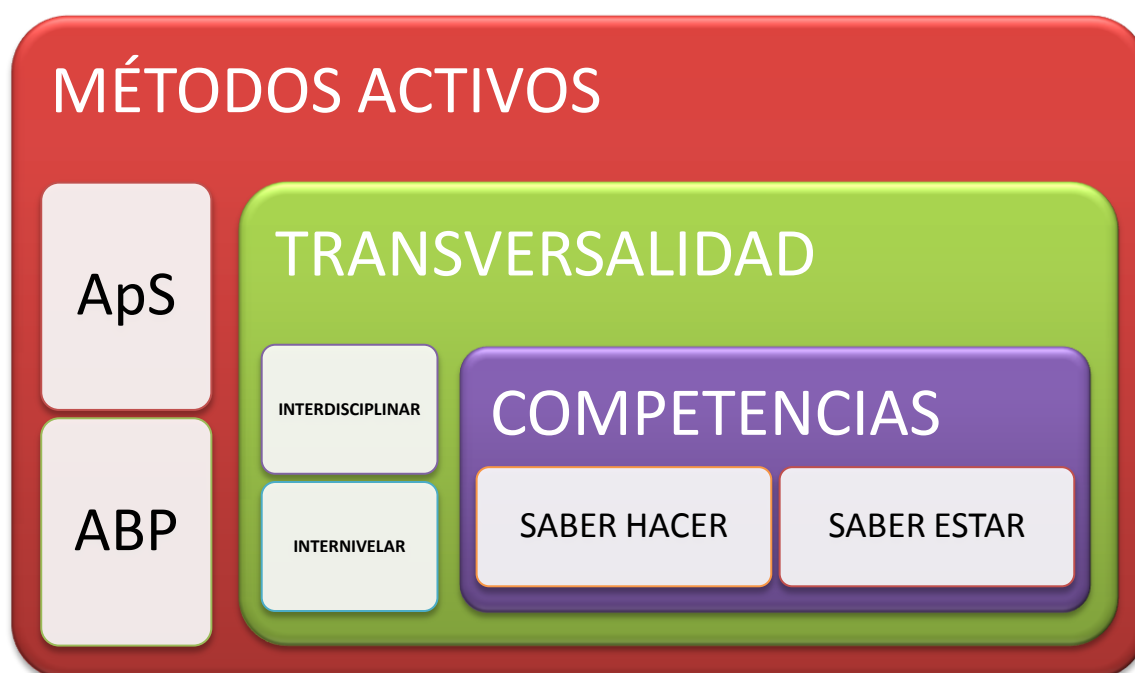 MÉTODOS ACTIVOS
ApS
ABP
TRANSVERSALIDAD
INTERDISCIPLINAR
INTERNIVELAR
COMPETENCIAS
SABER HACER
SABER ESTAR